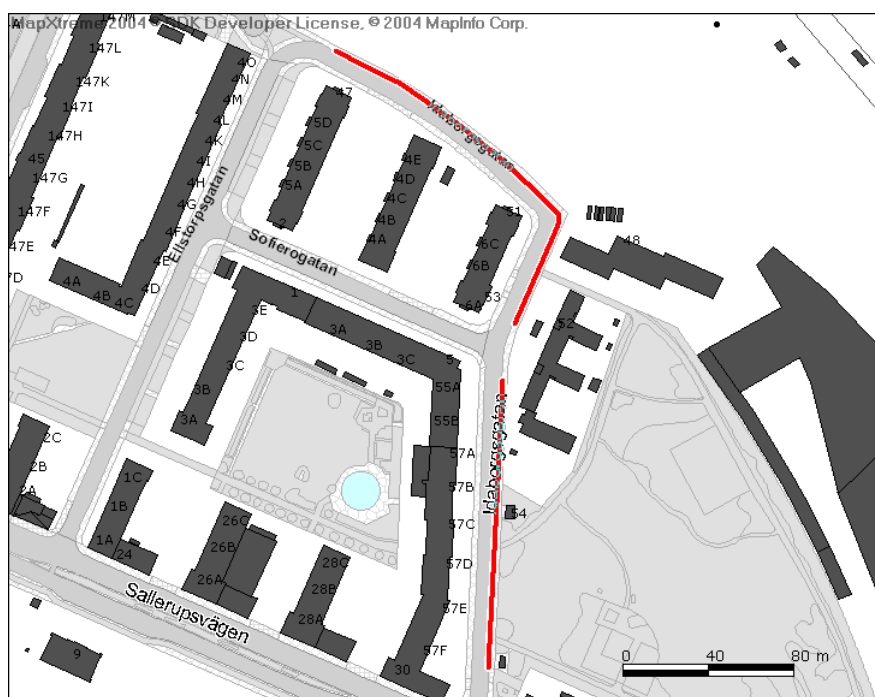 MapXtreme 2004 © SDK Developer License, © 2004 MapInfo Corp.
A
147M
147L
147K
147I
147H
45
147G
147F
47E
7D
4O
4N
4M
4L
4K
4I
4H
4G
4F
4E
4D
4A
4B
4C
Ellstorpsgatan
47
5D
5C
5B
5A
2
4E
4D
4C
4B
4A
Idaborgsgatan
51
6C
6B
6A
53
48
Sofierogatan
52
1
3E
3A
3B
3C
5
3D
3C
3B
3A
55A
55B
57A
57B
57C
57D
57E
57F
Idaborgsgatan
54
2C
2B
2A
1C
1B
1A
24
26C
26B
26A
28C
28B
28A
30
Sallerupsvägen
9
0 40 80 m